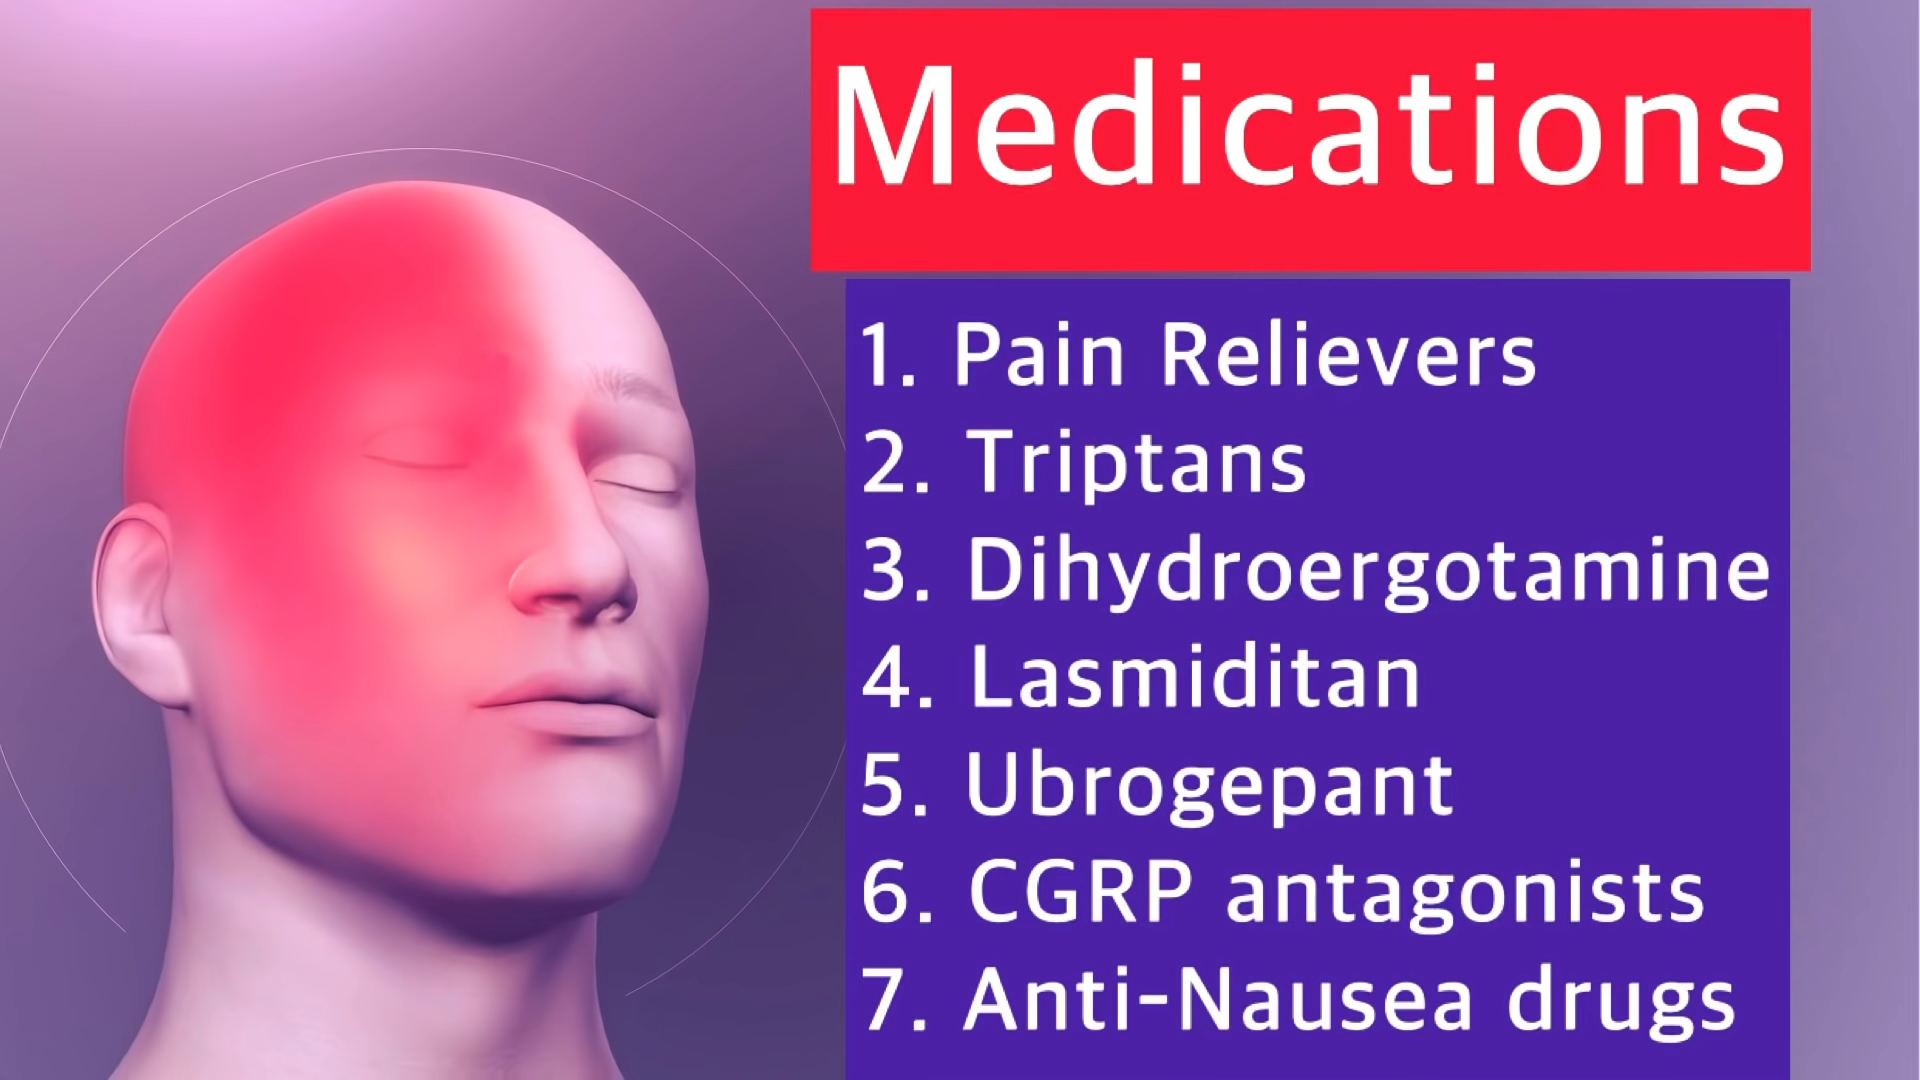 Medications
1. Pain Relievers
2. Triptans
3. Dihydroergotamine
4. Lasmiditan
5. Ubrogepant
6. CGRP antagonists
7. Anti-Nausea drugs